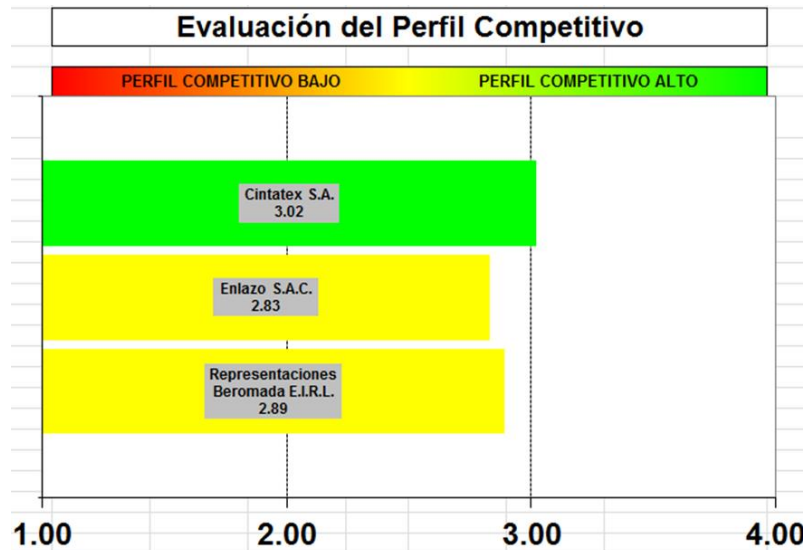 Evaluación del Perfil Competitivo
PERFIL COMPETITIVO BAJO PERFIL COMPETITIVO ALTO
Cintatex S.A.
3.02
Enlazo S.A.C.
2.83
Representaciones
Beromada E.I.R.L.
2.89
1.00 2.00 3.00 4.00